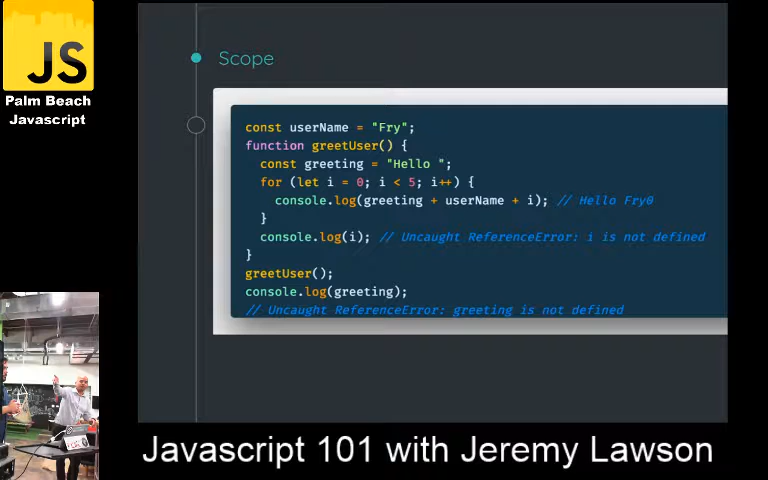 JS
Palm Beach
Javascript
Scope
const userName = "Fry";
function greetUser() {
const greeting = "Hello ";
for (let i = 0; i < 5; i++) {
console.log(greeting + userName + i); // Hello Fry0
}
console.log(i); // Uncaught ReferenceError: i is not defined
}
greetUser();
console.log(greeting);
// Uncaught ReferenceError: greeting is not defined
Javascript 101 with Jeremy Lawson